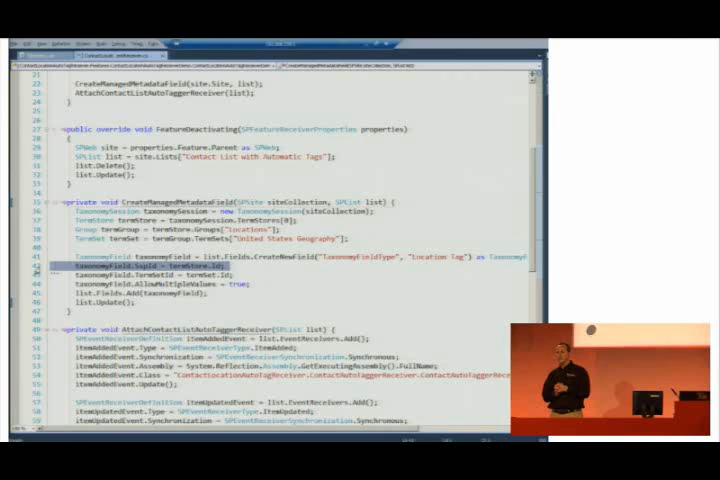 21
22 CreateManagedMetadataField(site.Site, list);
23 AttachContactListAutoTaggerReceiver(list);
24 }
25
26
27 public override void FeatureDeactivating(SPFeatureReceiverProperties properties)
28 {
29 SPWeb site = properties.Feature.Parent as SPWeb;
30 SPList list = site.Lists["Contact List with Automatic Tags"];
31 list.Delete();
32 list.Update();
33 }
34
35 private void CreateManagedMetadataField(SPSite siteCollection, SPList list) {
36 TaxonomySession taxonomySession = new TaxonomySession(siteCollection);
37 TermStore termStore = taxonomySession.TermStores[0];
38 Group termGroup = termStore.Groups["Locations"];
39 TermSet termSet = termGroup.TermSets["United States Geography"];
40
41 TaxonomyField taxonomyField = list.Fields.CreateNewField("TaxonomyFieldType", "Location Tag") as TaxonomyF
42 taxonomyField.SspId = termStore.Id;
43 taxonomyField.TermSetId = termSet.Id;
44 taxonomyField.AllowMultipleValues = true;
45 list.Fields.Add(taxonomyField);
46 list.Update();
47 }
48
49 private void AttachContactListAutoTaggerReceiver(SPList list) {
50 SPEventReceiverDefinition itemAddedEvent = list.EventReceivers.Add();
51 itemAddedEvent.Type = SPEventReceiverType.ItemAdded;
52 itemAddedEvent.Synchronization = SPEventReceiverSynchronization.Synchronous;
53 itemAddedEvent.Assembly = System.Reflection.Assembly.GetExecutingAssembly().FullName;
54 itemAddedEvent.Class = "ContactLocationAutoTagReceiver.ContactAutoTaggerReceiver.ContactAutoTaggerRecei
55 itemAddedEvent.Update();
56
57 SPEventReceiverDefinition itemUpdatedEvent = list.EventReceivers.Add();
58 itemUpdatedEvent.Type = SPEventReceiverType.ItemUpdated;
59 itemUpdatedEvent.Synchronization = SPEventReceiverSynchronization.Synchronous;